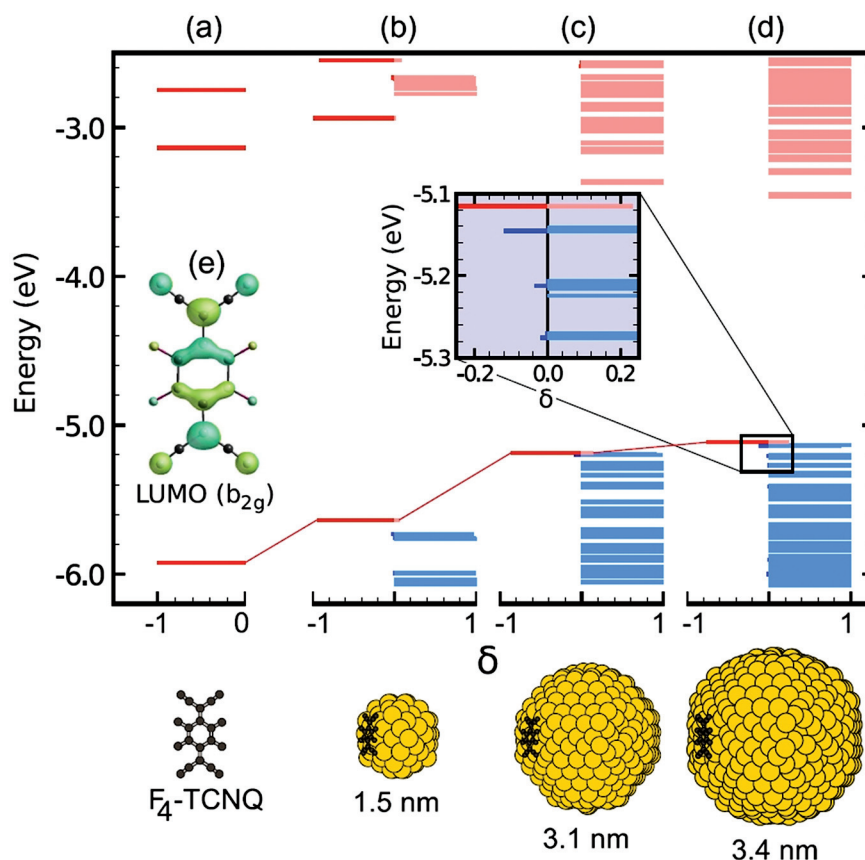 (a) (b) (c) (d)
Energy (eV)
-3.0
-4.0
-5.0
-6.0
(e)
LUMO (b2g)
Energy (eV)
-5.1
-5.2
-5.3
-0.2 0.0 0.2
δ
-1 0 -1 1 -1 1 -1 1
δ
F4-TCNQ
1.5 nm
3.1 nm
3.4 nm